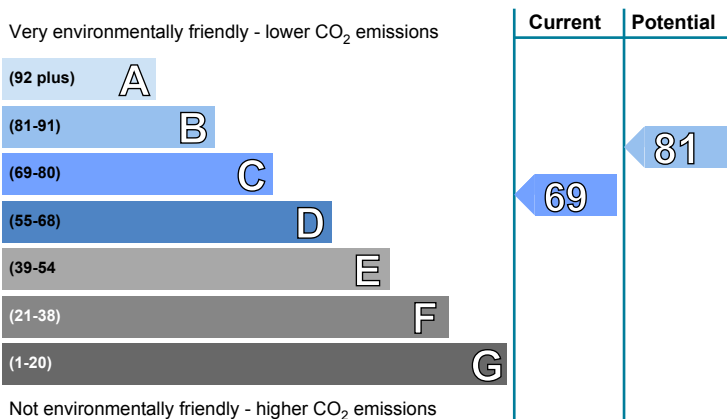 Very environmentally friendly - lower CO₂ emissions
Current
Potential
(92 plus) A
(81-91) B
(69-80) C
(55-68) D
(39-54 E
(21-38) F
(1-20) G
81
69
Not environmentally friendly - higher CO₂ emissions